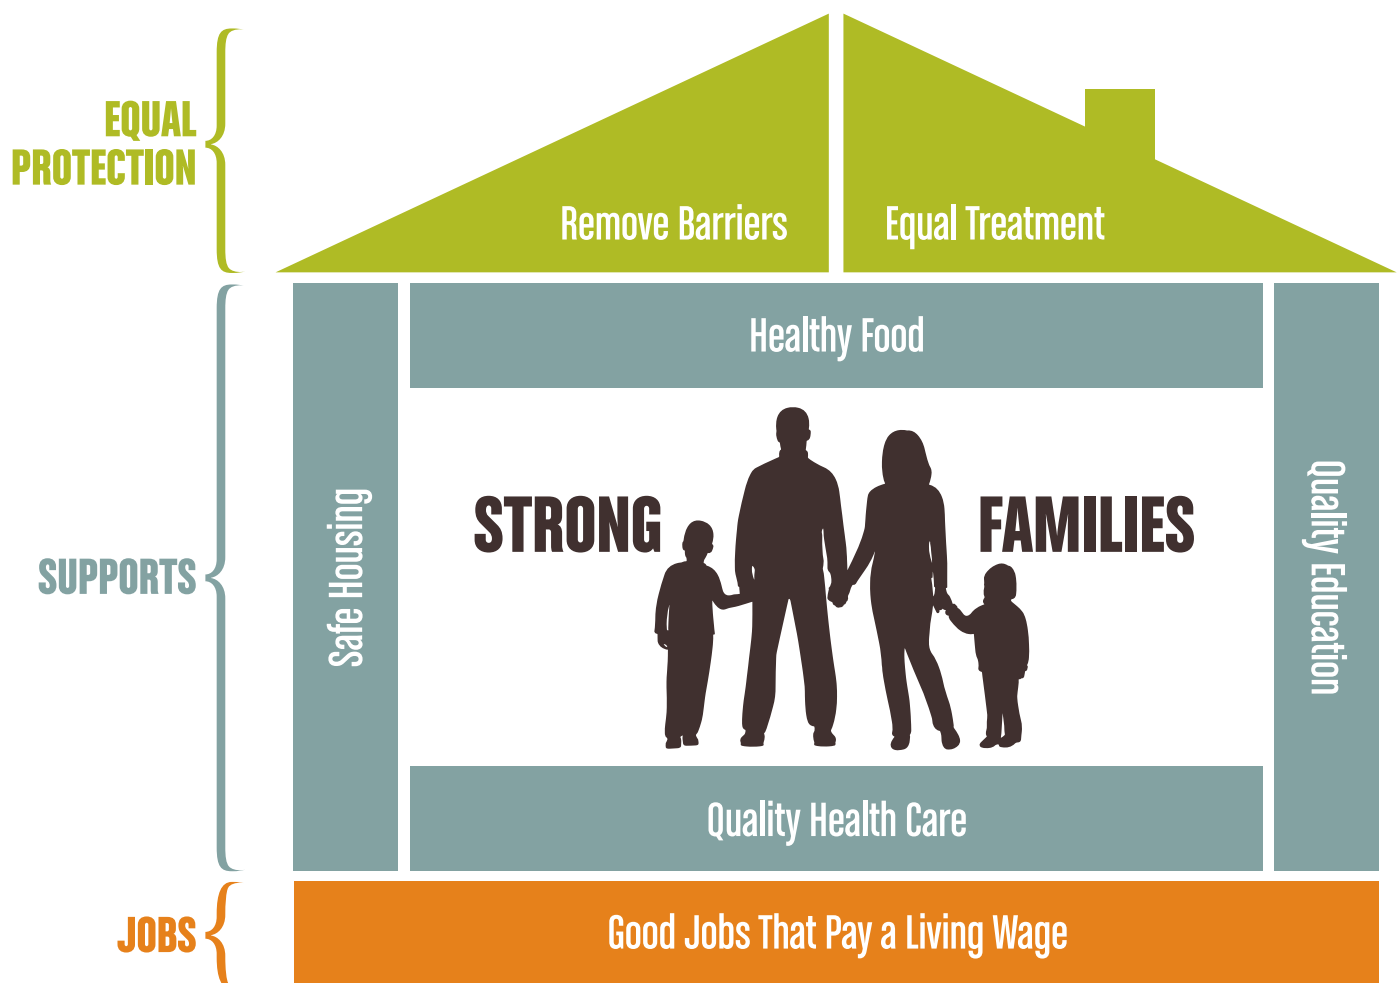 EQUAL
PROTECTION
Remove Barriers
Equal Treatment
Healthy Food
SUPPORTS
Safe Housing
STRONG
FAMILIES
Quality Education
Quality Health Care
JOBS
Good Jobs That Pay a Living Wage